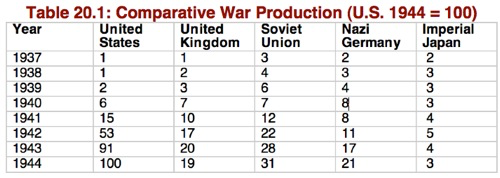 Table 20.1: Comparative War Production (U.S. 1944 = 100)
Year United States United Kingdom Soviet Union Nazi Germany Imperial Japan
1937 1 1 3 2 2
1938 1 2 4 3 3
1939 2 3 6 4 3
1940 6 7 7 8 3
1941 15 10 12 8 4
1942 53 17 22 11 5
1943 91 20 28 17 4
1944 100 19 31 21 3